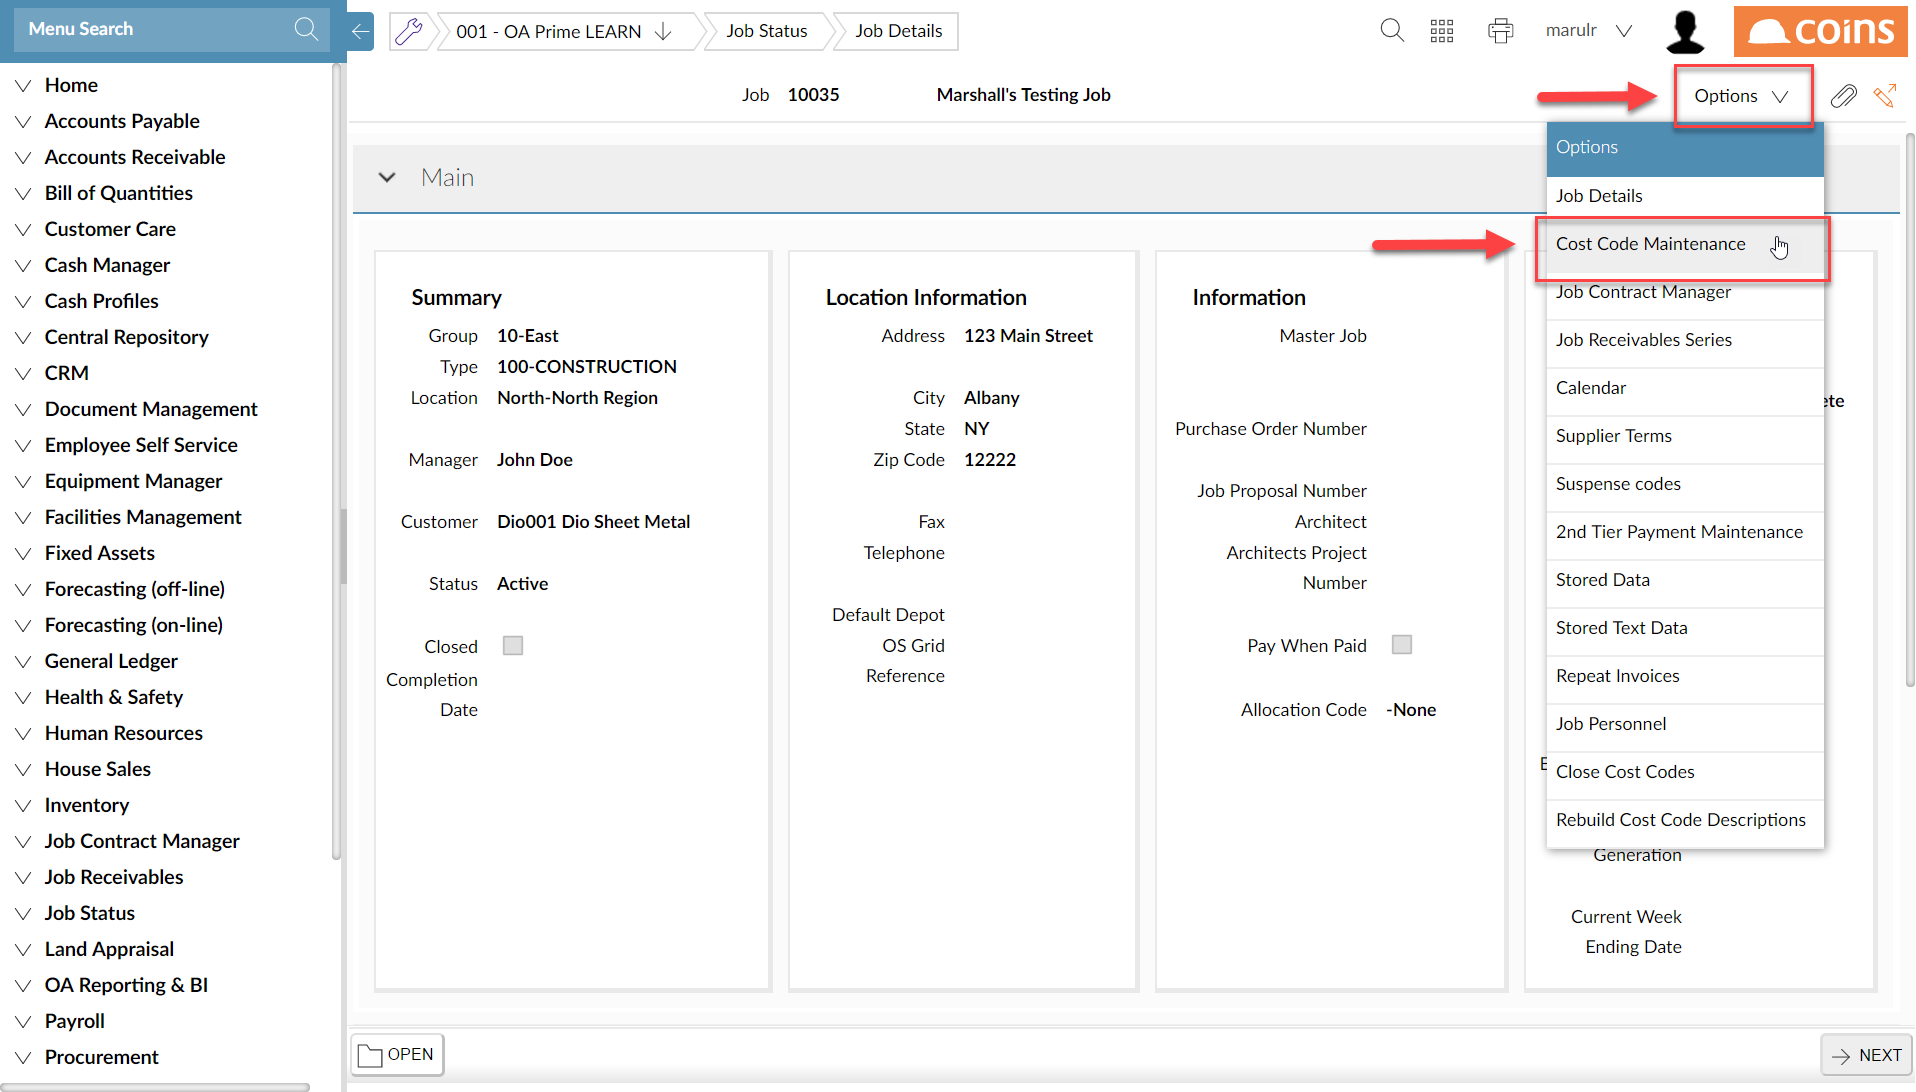 Menu Search
001 - OA Prime LEARN
Job Status
Job Details
marulr
coins
Job 10035
Marshall's Testing Job
Options
Home
Accounts Payable
Accounts Receivable
Bill of Quantities
Customer Care
Cash Manager
Cash Profiles
Central Repository
CRM
Document Management
Employee Self Service
Equipment Manager
Facilities Management
Fixed Assets
Forecasting (off-line)
Forecasting (on-line)
General Ledger
Health & Safety
Human Resources
House Sales
Inventory
Job Contract Manager
Job Receivables
Job Status
Land Appraisal
OA Reporting & BI
Payroll
Procurement
Main
Summary
Group 10-East
Type 100-CONSTRUCTION
Location North-North Region
Manager John Doe
Customer Dio001 Dio Sheet Metal
Status Active
Closed
Completion
Date
Location Information
Address 123 Main Street
City Albany
State NY
Zip Code 12222
Fax
Telephone
Default Depot
OS Grid
Reference
Information
Master Job
Purchase Order Number
Job Proposal Number
Architect
Architects Project
Number
Pay When Paid
Allocation Code -None
Options
Job Details
Cost Code Maintenance
Job Contract Manager
Job Receivables Series
Calendar
Supplier Terms
Suspense codes
2nd Tier Payment Maintenance
Stored Data
Stored Text Data
Repeat Invoices
Job Personnel
Close Cost Codes
Rebuild Cost Code Descriptions
Generation
Current Week
Ending Date
OPEN
NEXT